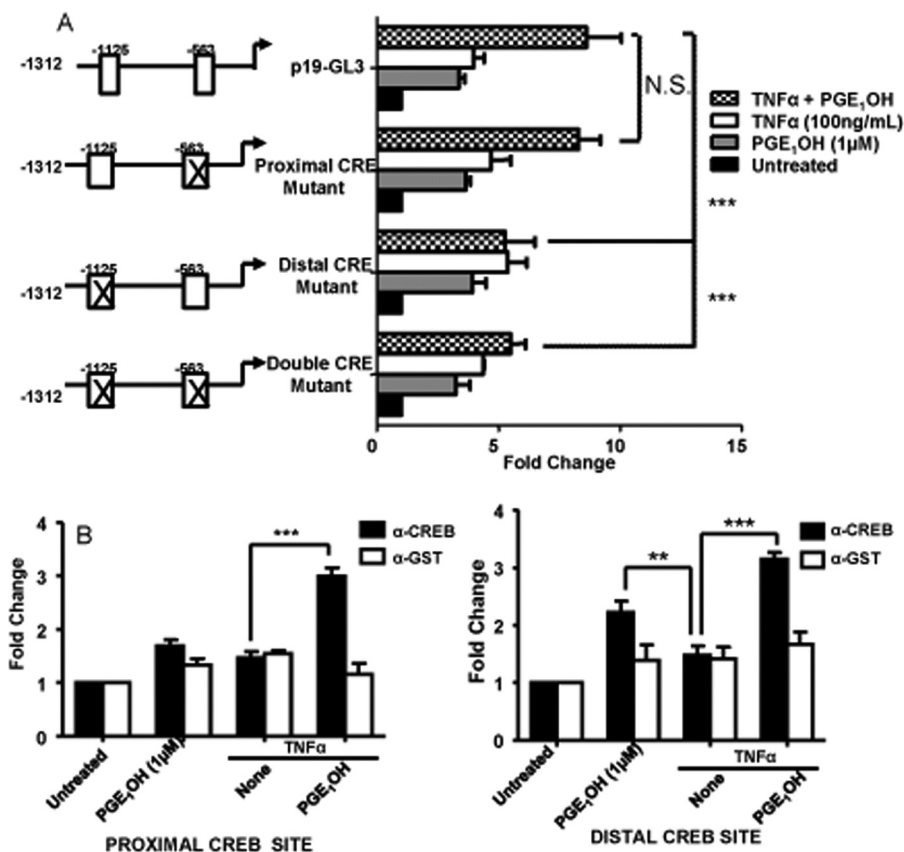 A
-1125 -563
-1312
p19-GL3
-1125 -563
-1312
Proximal CRE
Mutant
-1125 -563
-1312
Distal CRE
Mutant
-1125 -563
-1312
Double CRE
Mutant
N.S.
***
***
TNFα + PGE₁OH
TNFα (100ng/mL)
PGE₁OH (1µM)
Untreated
0 5 10 15
Fold Change
B
Fold Change
4
3
2
1
0
***
α-CREB
α-GST
Untreated
PGE₁OH (1µM)
None
PGE₁OH
TNFα
PROXIMAL CREB SITE
Fold Change
4
3
2
1
0
**
***
α-CREB
α-GST
Untreated
PGE₁OH (1µM)
None
PGE₁OH
TNFα
DISTAL CREB SITE